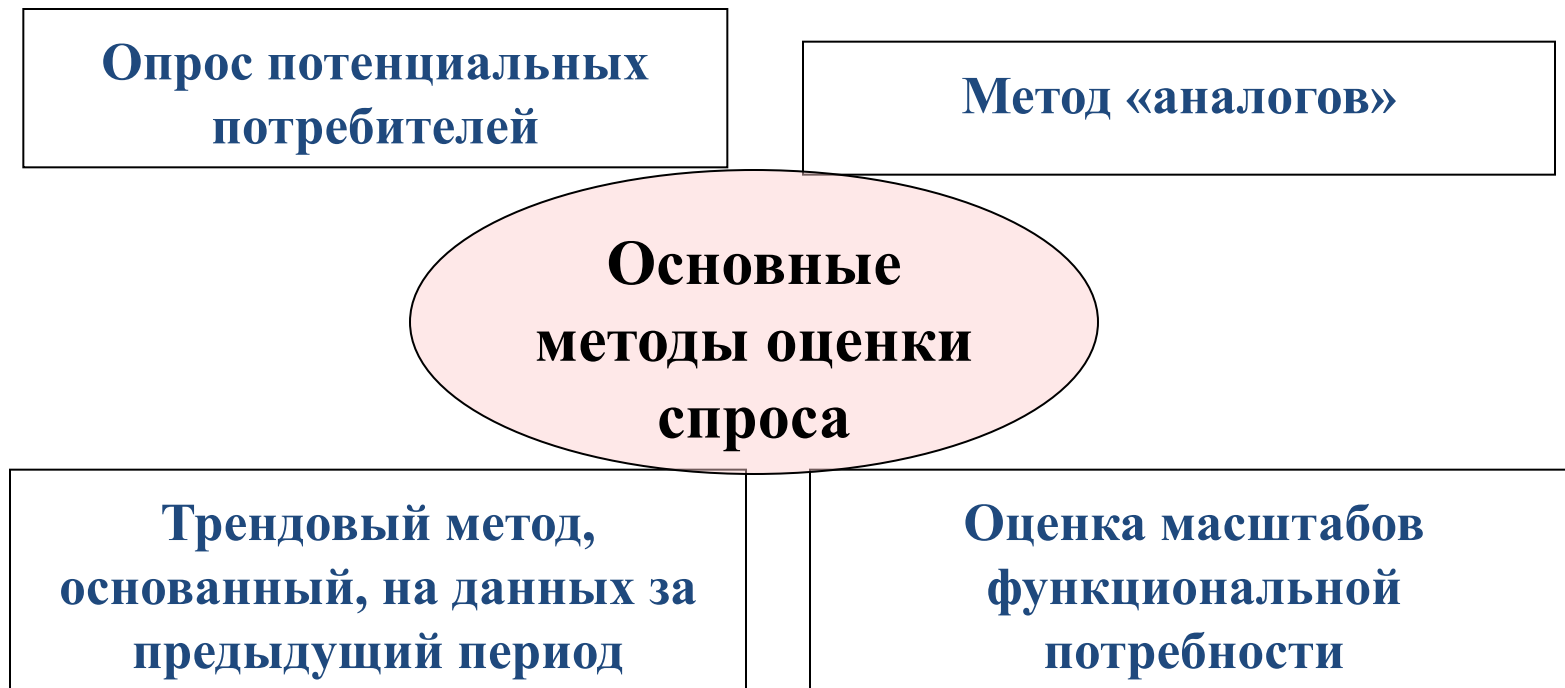 Опрос потенциальных
потребителей
Метод «аналогов»
Основные
методы оценки
спроса
Трендовый метод,
основанный, на данных за
предыдущий период
Оценка масштабов
функциональной
потребности